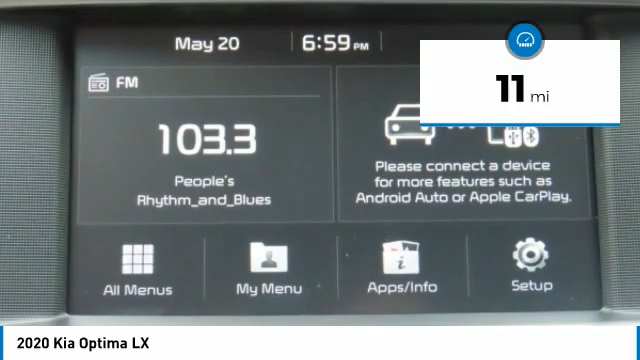 May 20
6:59 PM
11 mi
FM
103.3
People's
Rhythm_and_Blues
Please connect a device
for more features such as
Android Auto or Apple CarPlay.
All Menus
My Menu
Apps/Info
Setup
2020 Kia Optima LX